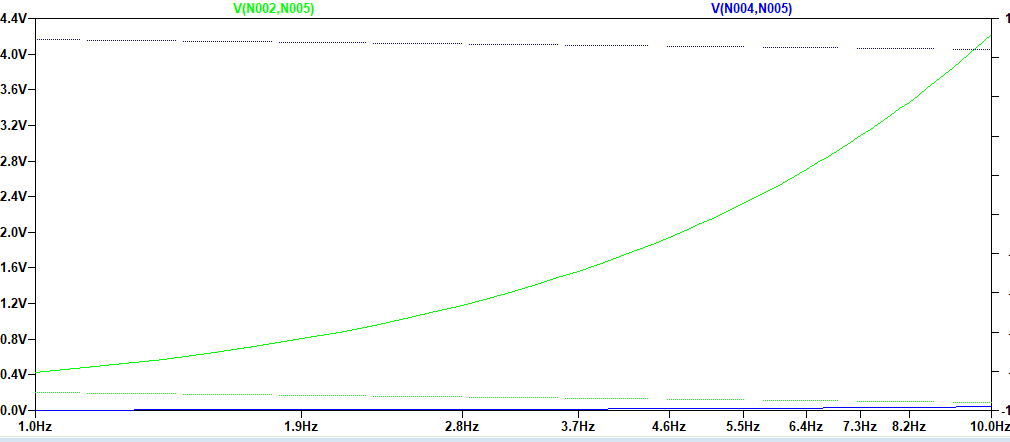 V(N002,N005) V(N004,N005)
4.4V
4.0V
3.6V
3.2V
2.8V
2.4V
2.0V
1.6V
1.2V
0.8V
0.4V
0.0V
1.0Hz 1.9Hz 2.8Hz 3.7Hz 4.6Hz 5.5Hz 6.4Hz 7.3Hz 8.2Hz 10.0Hz